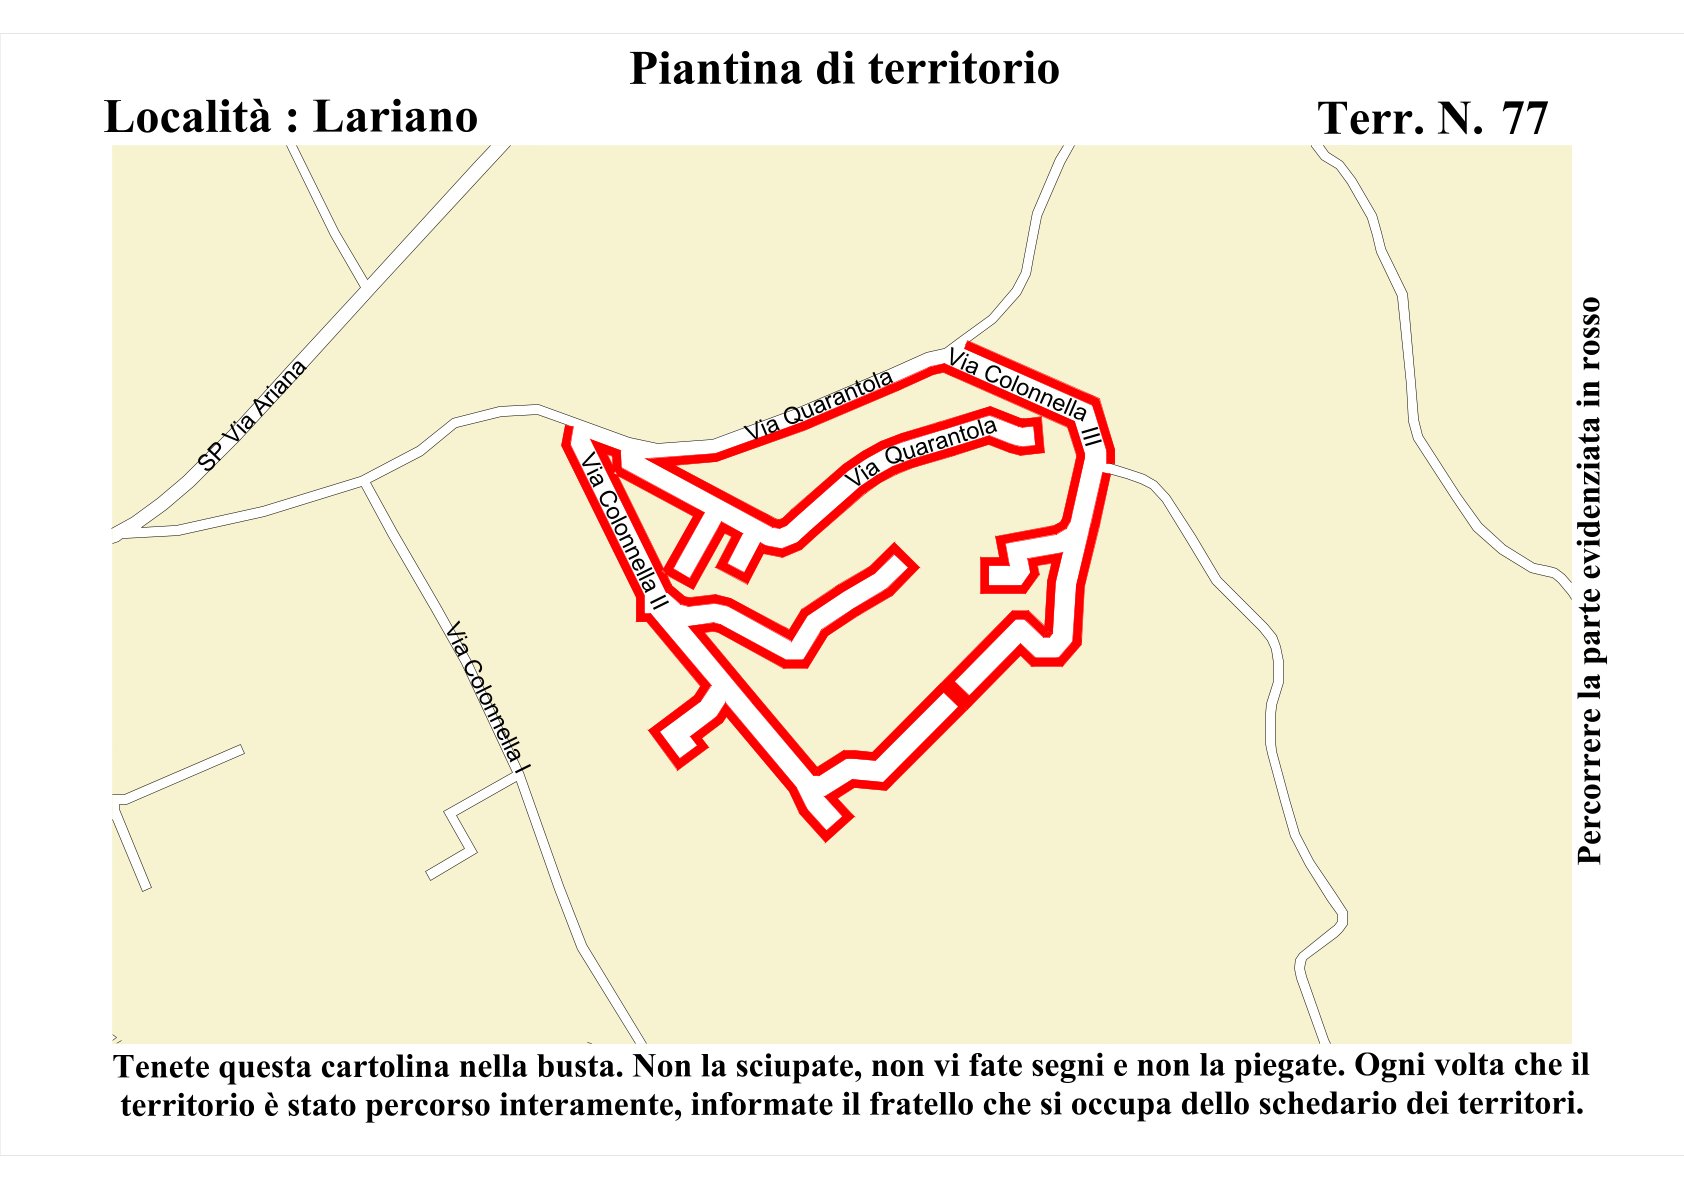 Piantina di territorio
Località : Lariano
Terr. N. 77
SP Via Ariana
Via Quarantola
Via Colonnella III
Via Quarantola
Via Colonnella II
Via Colonnella I
Percorrere la parte evidenziata in rosso
Tenete questa cartolina nella busta. Non la sciupate, non vi fate segni e non la piegate. Ogni volta che il
territorio è stato percorso interamente, informate il fratello che si occupa dello schedario dei territori.